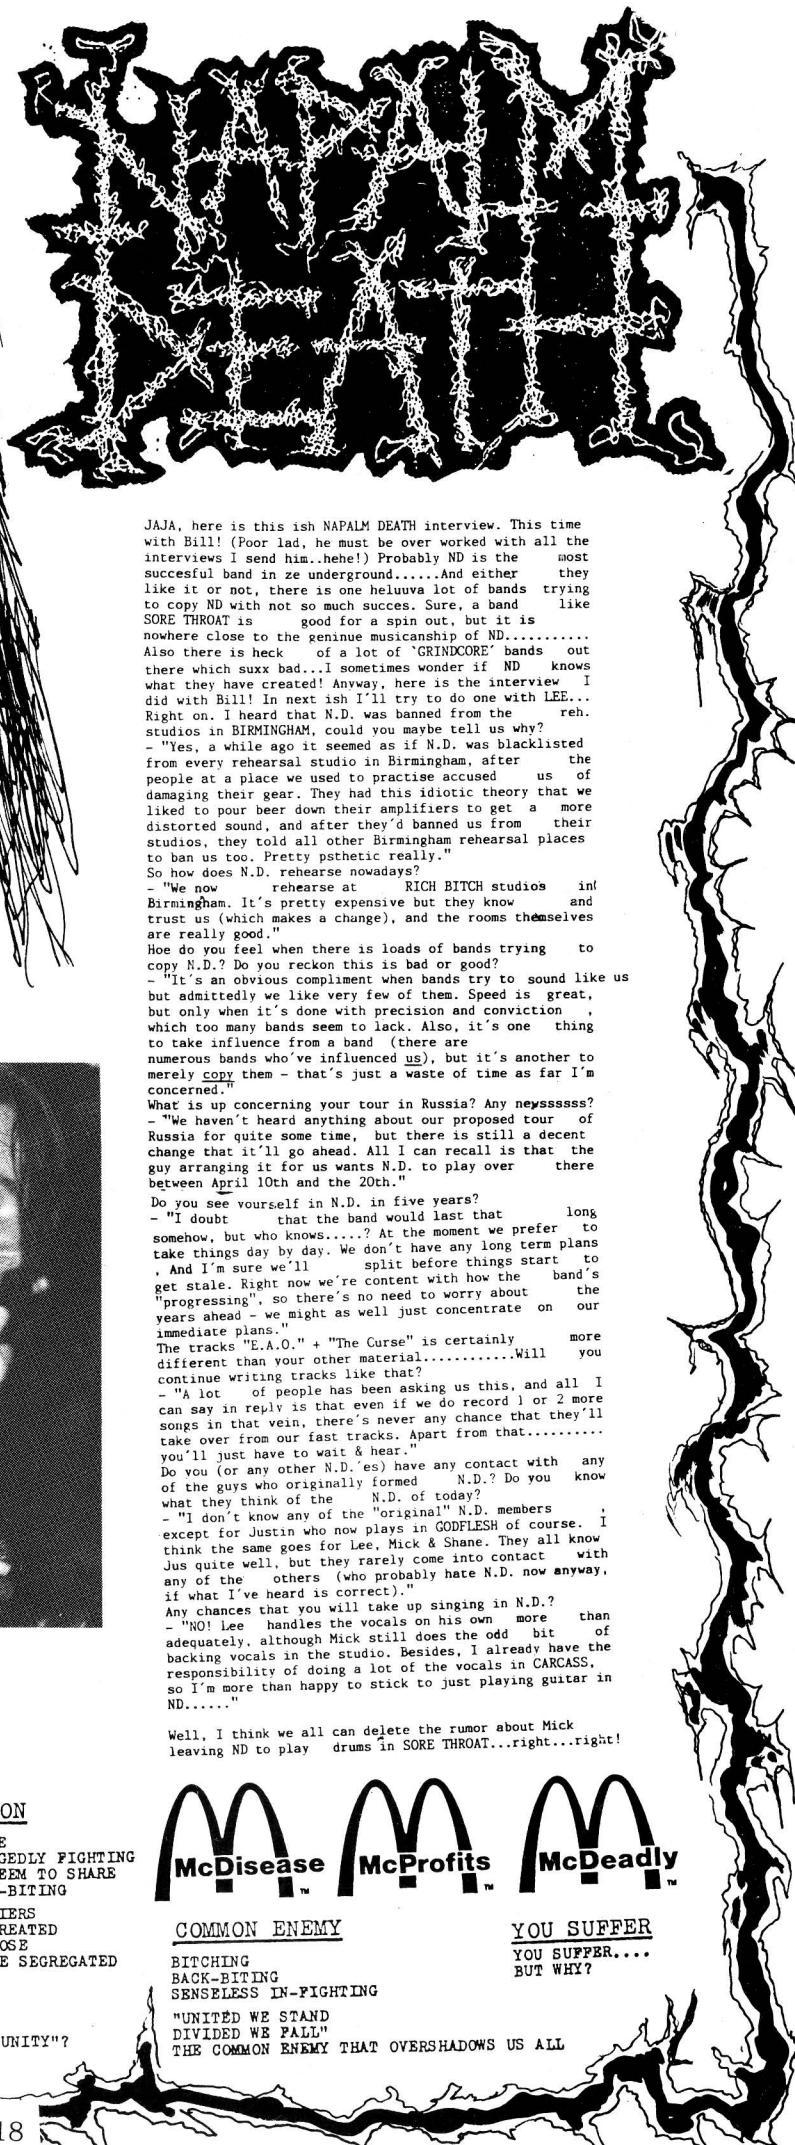 NAPALM
DEATH
JAJA, here is this ish NAPALM DEATH interview. This time
with Bill! (Poor lad, he must be over worked with all the
interviews I send him..hehe!) Probably ND is the most
succesful band in ze underground......And either they
like it or not, there is one heluuva lot of bands trying
to copy ND with not so much succes. Sure, a band like
SORE THROAT is good for a spin out, but it is
nowhere close to the geninue musicanship of ND...........
Also there is heck of a lot of `GRINDCORE´ bands out
there which suxx bad...I sometimes wonder if ND knows
what they have created! Anyway, here is the interview I
did with Bill! In next ish I´ll try to do one with LEE...
Right on. I heard that N.D. was banned from the reh.
studios in BIRMINGHAM, could you maybe tell us why?
- "Yes, a while ago it seemed as if N.D. was blacklisted
from every rehearsal studio in Birmingham, after the
people at a place we used to practise accused us of
damaging their gear. They had this idiotic theory that we
liked to pour beer down their amplifiers to get a more
distorted sound, and after they´d banned us from their
studios, they told all other Birmingham rehearsal places
to ban us too. Pretty psthetic really."
So how does N.D. rehearse nowadays?
- "We now rehearse at RICH BITCH studios in
Birmingham. It´s pretty expensive but they know and
trust us (which makes a change), and the rooms themselves
are really good."
Hoe do you feel when there is loads of bands trying to
copy N.D.? Do you reckon this is bad or good?
- "It´s an obvious compliment when bands try to sound like us
but admittedly we like very few of them. Speed is great,
but only when it´s done with precision and conviction ,
which too many bands seem to lack. Also, it´s one thing
to take influence from a band (there are
numerous bands who´ve influenced us), but it´s another to
merely copy them - that´s just a waste of time as far I´m
concerned."
What is up concerning your tour in Russia? Any newssssss?
- "We haven´t heard anything about our proposed tour of
Russia for quite some time, but there is still a decent
change that it´ll go ahead. All I can recall is that the
guy arranging it for us wants N.D. to play over there
between April 10th and the 20th."
Do you see yourself in N.D. in five years?
- "I doubt that the band would last that long
somehow, but who knows.....? At the moment we prefer to
take things day by day. We don´t have any long term plans
, And I´m sure we´ll split before things start to
get stale. Right now we´re content with how the band´s
"progressing", so there´s no need to worry about the
years ahead - we might as well just concentrate on our
immediate plans."
The tracks "E.A.O." + "The Curse" is certainly more
different than your other material............Will you
continue writing tracks like that?
- "A lot of people has been asking us this, and all I
can say in reply is that even if we do record 1 or 2 more
songs in that vein, there´s never any chance that they´ll
take over from our fast tracks. Apart from that..........
you´ll just have to wait & hear."
Do you (or any other N.D.´es) have any contact with any
of the guys who originally formed N.D.? Do you know
what they think of the N.D. of today?
- "I don´t know any of the "original" N.D. members ,
except for Justin who now plays in GODFLESH of course. I
think the same goes for Lee, Mick & Shane. They all know
Jus quite well, but they rarely come into contact with
any of the others (who probably hate N.D. now anyway,
if what I´ve heard is correct)."
Any chances that you will take up singing in N.D.?
- "NO! Lee handles the vocals on his own more than
adequately, although Mick still does the odd bit of
backing vocals in the studio. Besides, I already have the
responsibility of doing a lot of the vocals in CARCASS,
so I´m more than happy to stick to just playing guitar in
ND......"
Well, I think we all can delete the rumor about Mick
leaving ND to play drums in SORE THROAT...right...right!
McDisease™ McProfits™ McDeadly™
COMMON ENEMY
BITCHING
BACK-BITING
SENSELESS IN-FIGHTING
"UNITED WE STAND
DIVIDED WE FALL"
THE COMMON ENEMY THAT OVERSHADOWS US ALL
YOU SUFFER
YOU SUFFER....
BUT WHY?
ON
E
GEDLY FIGHTING
EEM TO SHARE
-BITING
IERS
REATED
OSE
E SEGREGATED
UNITY"?
18